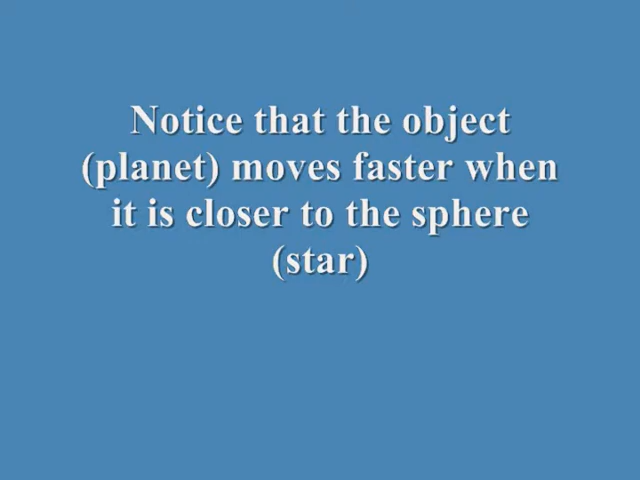 Notice that the object
(planet) moves faster when
it is closer to the sphere
(star)